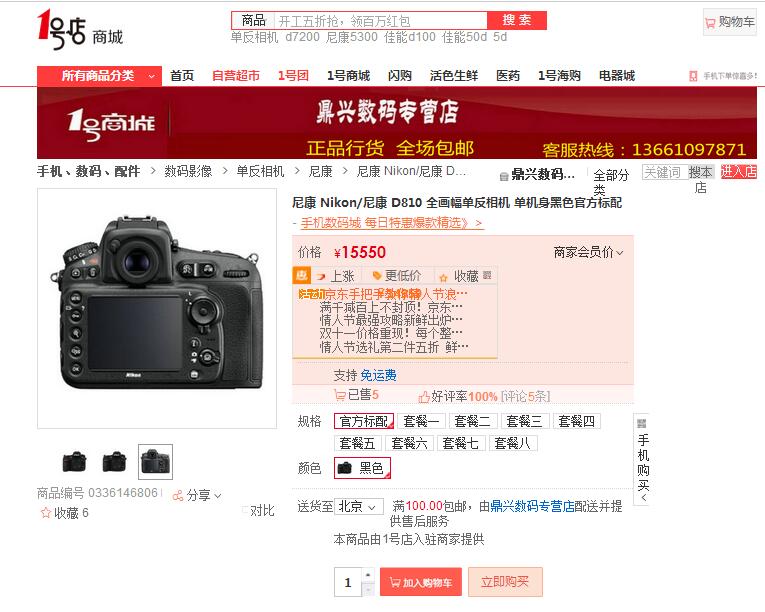 1号店 商城
商品 开工五折抢，领百万红包 搜 索
购物车
单反相机 d7200 尼康5300 佳能d100 佳能50d 5d
所有商品分类 首页 自营超市 1号团 1号商城 闪购 活色生鲜 医药 1号海购 电器城
手机下单惊喜多!
1号商城 鼎兴数码专营店
正品行货 全场包邮 客服热线：13661097871
手机、数码、配件 > 数码影像 > 单反相机 > 尼康 > 尼康 Nikon/尼康 D...
鼎兴数码... 全部分类 关键词 搜本店 进入店
尼康 Nikon/尼康 D810 全画幅单反相机 单机身黑色官方标配
- 手机数码城 每日特惠爆款精选》 >
价格 ¥15550 商家会员价
惠 上涨 更低价 收藏
京东手把手教你情人节浪…
满千减百上不封顶！京东…
情人节最强攻略新鲜出炉…
双十一价格重现！每个整…
情人节选礼第二件五折 鲜…
支持 免运费
已售5 好评率100% [评论5条]
规格 官方标配 套餐一 套餐二 套餐三 套餐四
套餐五 套餐六 套餐七 套餐八
颜色 黑色
手机购买
<
Nikon
商品编号 0336146806 分享
收藏 6 对比
送货至 北京 满100.00包邮，由鼎兴数码专营店配送并提
供售后服务
本商品由1号店入驻商家提供
1 加入购物车 立即购买